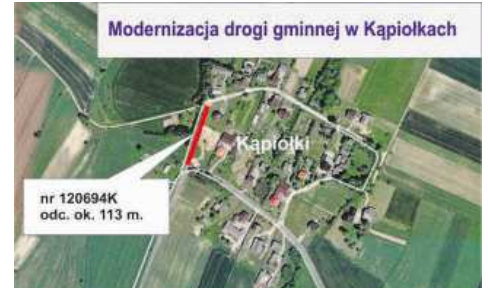 Modernizacja drogi gminnej w Kąpiołkach
Kąpiołki
nr 120694K
odc. ok. 113 m.